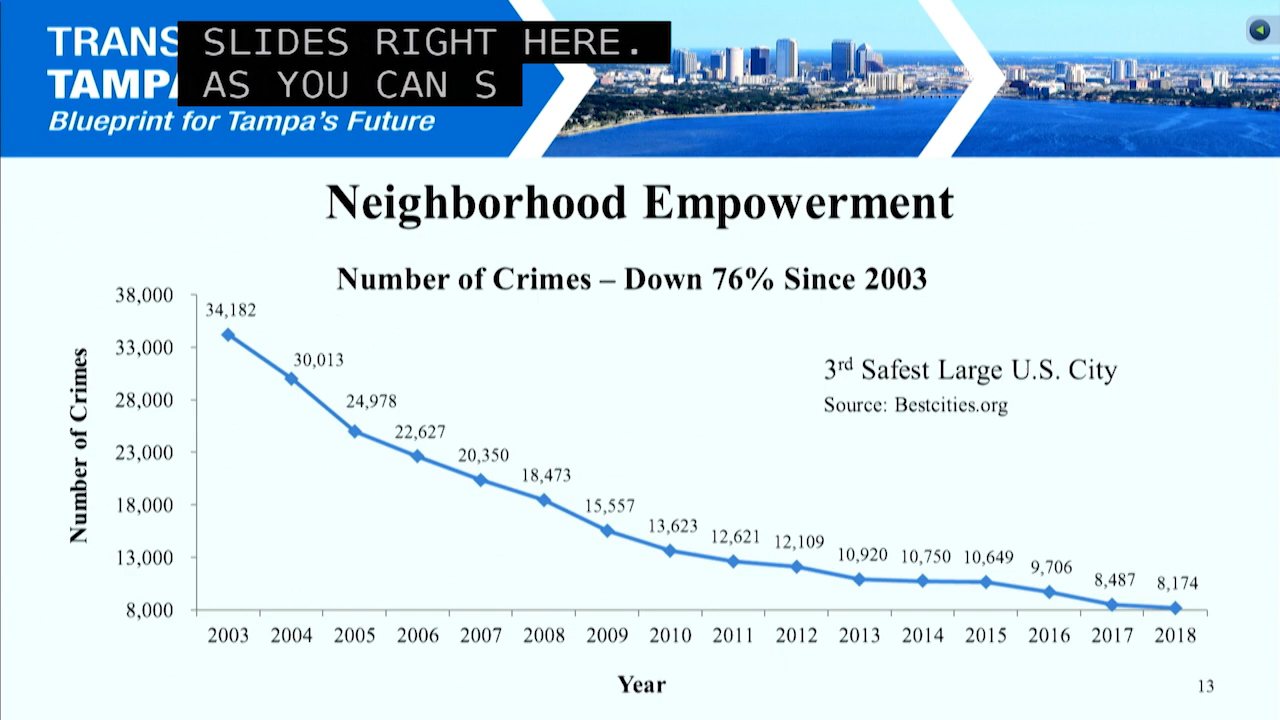 TRANS
SLIDES RIGHT HERE.
TAMPA
AS YOU CAN S
Blueprint for Tampa's Future
Neighborhood Empowerment
Number of Crimes – Down 76% Since 2003
3rd Safest Large U.S. City
Source: Bestcities.org
Number of Crimes
38,000
33,000
28,000
23,000
18,000
13,000
8,000
34,182
30,013
24,978
22,627
20,350
18,473
15,557
13,623
12,621
12,109
10,920
10,750
10,649
9,706
8,487
8,174
2003 2004 2005 2006 2007 2008 2009 2010 2011 2012 2013 2014 2015 2016 2017 2018
Year
13